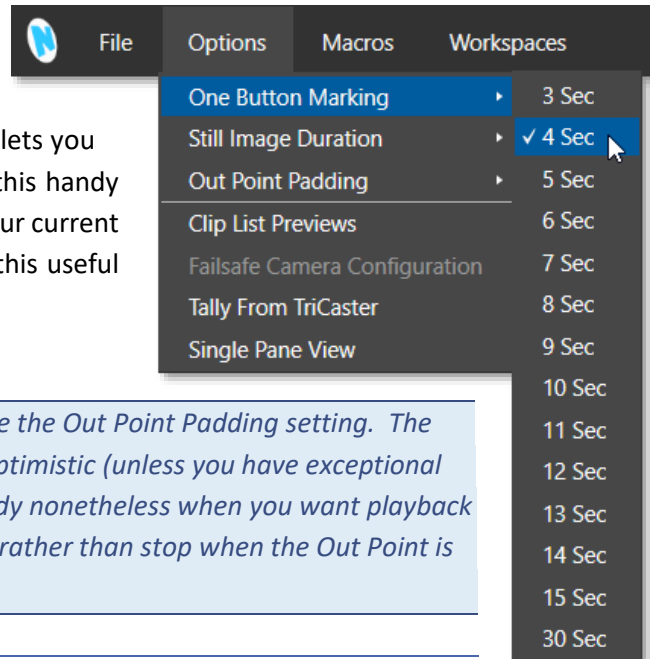 File Options Macros Workspaces
One Button Marking
Still Image Duration
Out Point Padding
Clip List Previews
Failsafe Camera Configuration
Tally From TriCaster
Single Pane View
3 Sec
✓ 4 Sec
5 Sec
6 Sec
7 Sec
8 Sec
9 Sec
10 Sec
11 Sec
12 Sec
13 Sec
14 Sec
15 Sec
30 Sec
lets you
this handy
ur current
this useful
e the Out Point Padding setting. The
ptimistic (unless you have exceptional
dy nonetheless when you want playback
rather than stop when the Out Point is